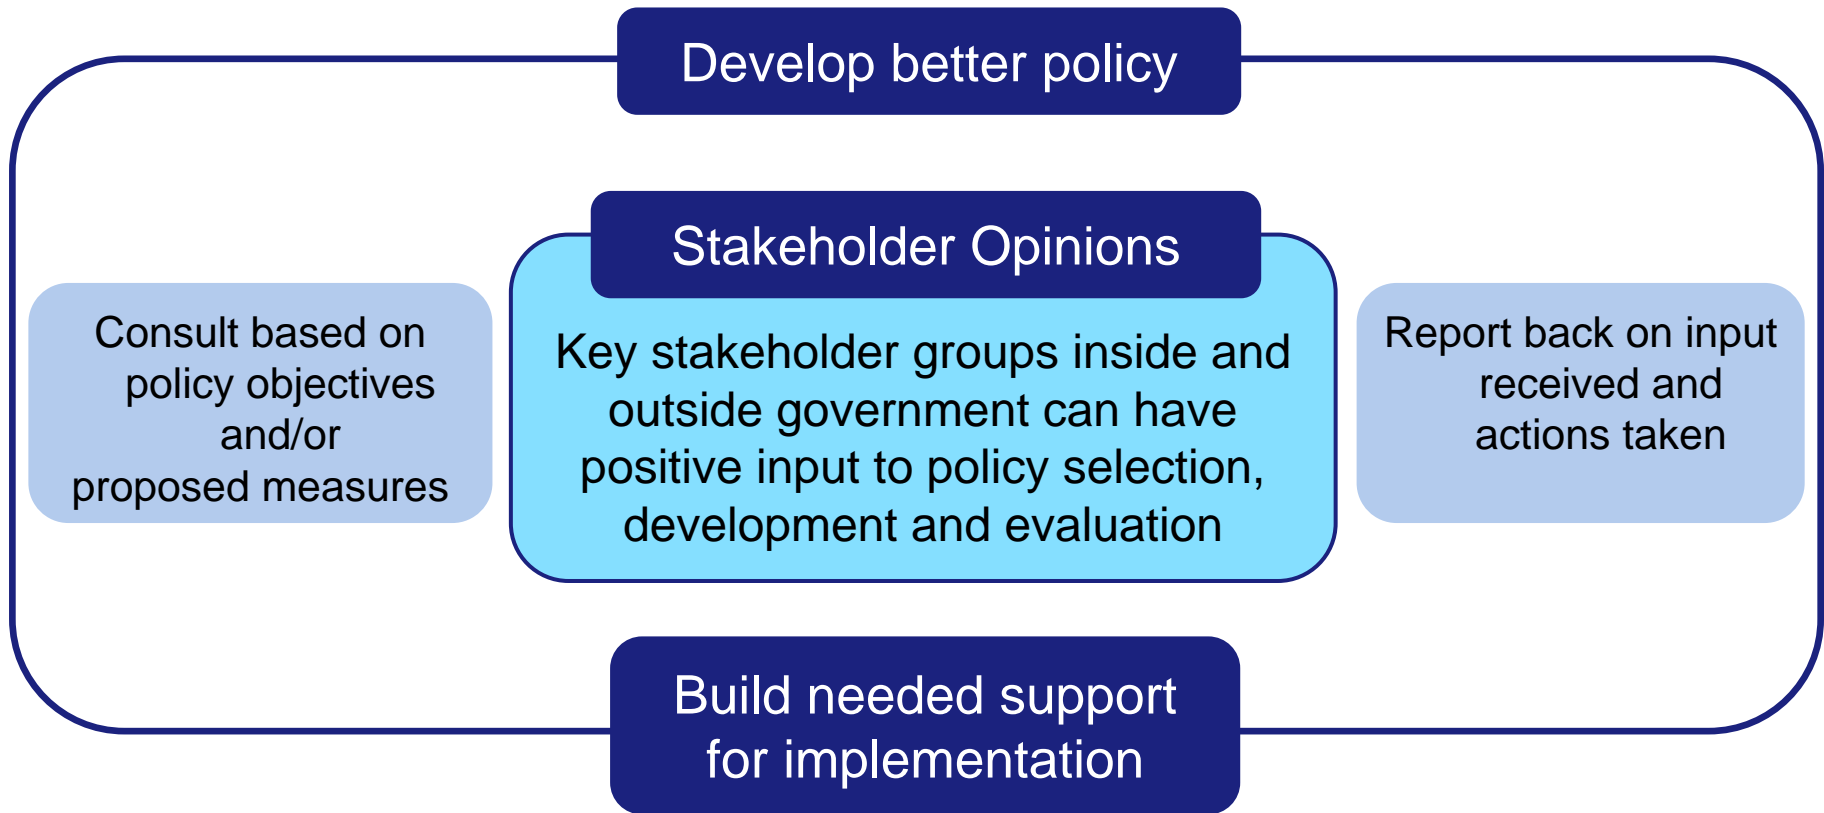 Develop better policy
Stakeholder Opinions
Consult based on
policy objectives
and/or
proposed measures
Key stakeholder groups inside and
outside government can have
positive input to policy selection,
development and evaluation
Report back on input
received and
actions taken
Build needed support
for implementation